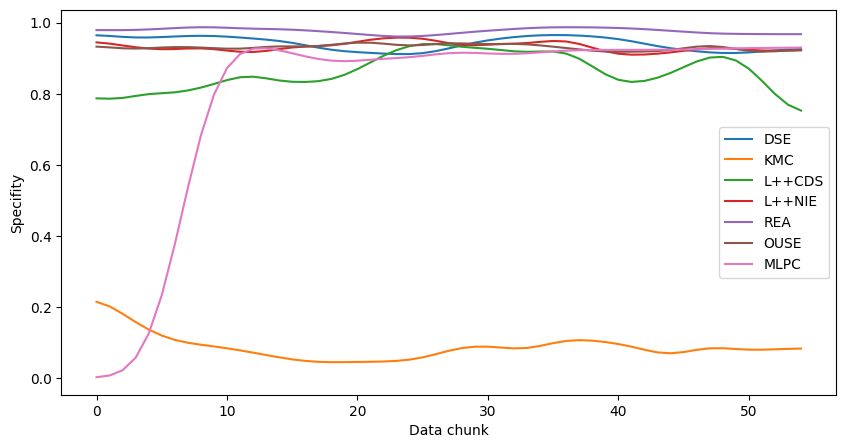 1.0
0.8
0.6
0.4
0.2
0.0
Specifity
0
10
20
30
40
50
Data chunk
DSE
KMC
L++CDS
L++NIE
REA
OUSE
MLPC